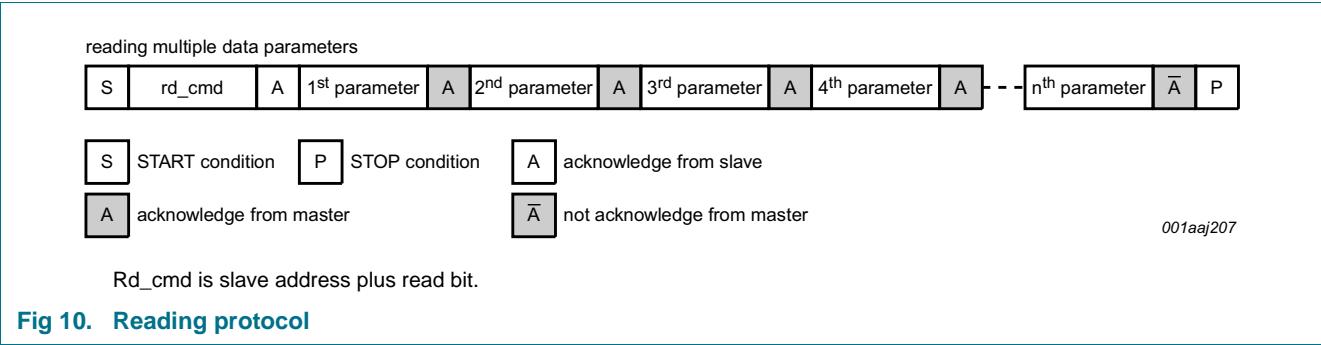 reading multiple data parameters
S rd_cmd A 1st parameter A 2nd parameter A 3rd parameter A 4th parameter A nth parameter A̅ P
S START condition P STOP condition A acknowledge from slave
A acknowledge from master A̅ not acknowledge from master
001aaj207
Rd_cmd is slave address plus read bit.
Fig 10. Reading protocol